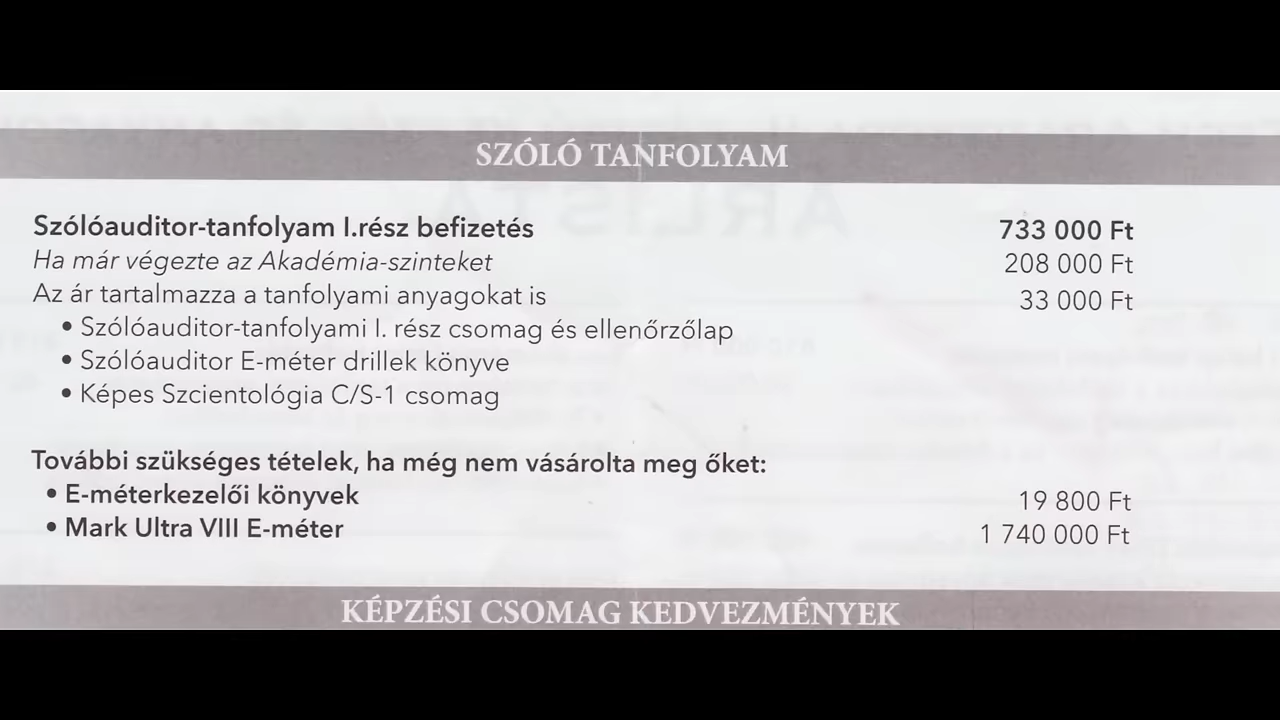 SZÓLÓ TANFOLYAM
Szólóauditor-tanfolyam I.rész befizetés 733 000 Ft
Ha már végezte az Akadémia-szinteket 208 000 Ft
Az ár tartalmazza a tanfolyami anyagokat is 33 000 Ft
• Szólóauditor-tanfolyami I. rész csomag és ellenőrzőlap
• Szólóauditor E-méter drillek könyve
• Képes Szcientológia C/S-1 csomag
További szükséges tételek, ha még nem vásárolta meg őket:
• E-méterkezelői könyvek 19 800 Ft
• Mark Ultra VIII E-méter 1 740 000 Ft
KÉPZÉSI CSOMAG KEDVEZMÉNYEK